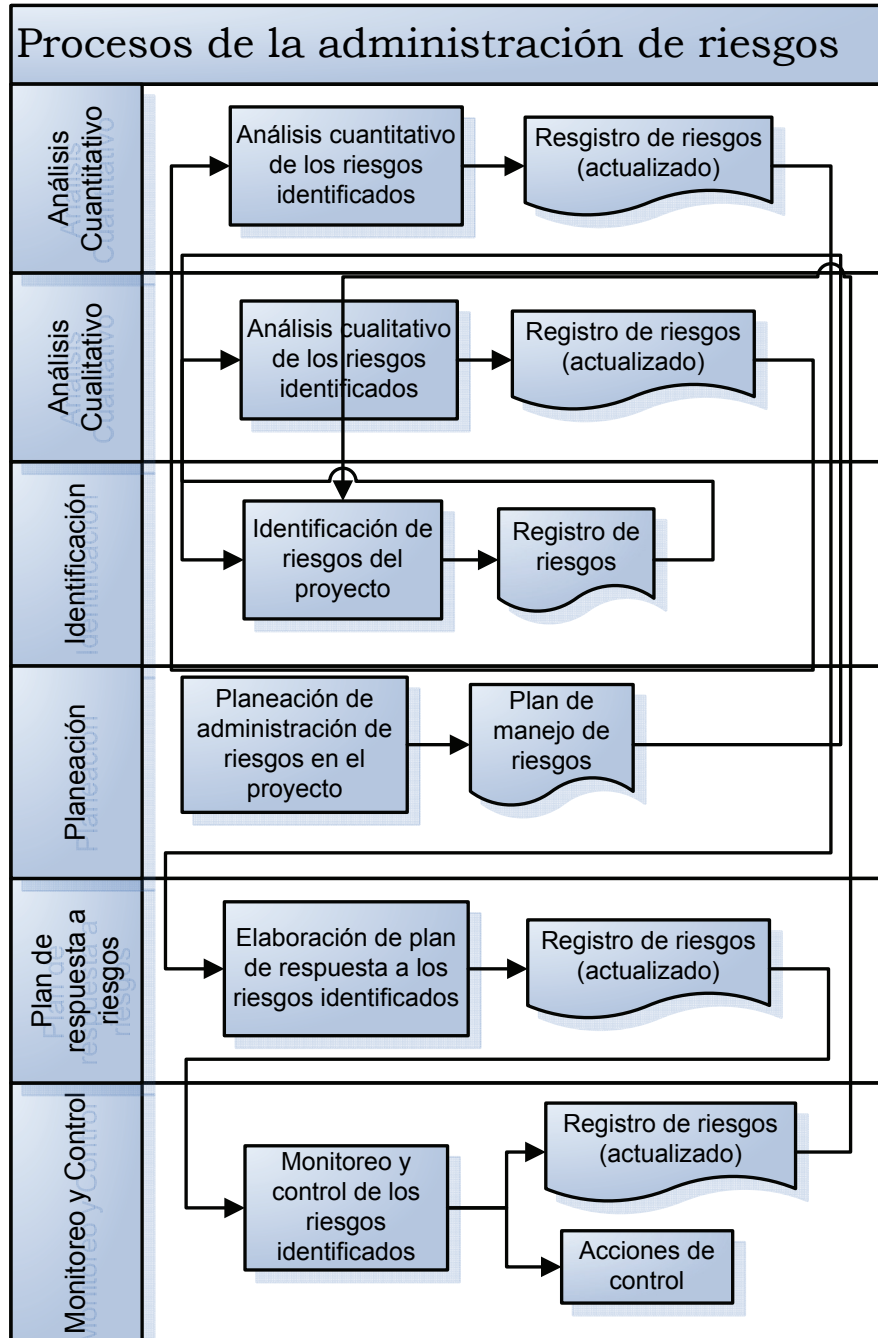 Procesos de la administración de riesgos
Análisis
Cuantitativo
Análisis cuantitativo
de los riesgos
identificados
Resgistro de riesgos
(actualizado)
Análisis
Cualitativo
Análisis cualitativo
de los riesgos
identificados
Registro de riesgos
(actualizado)
Identificación
Identificación de
riesgos del
proyecto
Registro de
riesgos
Planeación
Planeación de
administración de
riesgos en el
proyecto
Plan de
manejo de
riesgos
Plan de
respuesta a
riesgos
Elaboración de plan
de respuesta a los
riesgos identificados
Registro de riesgos
(actualizado)
Monitoreo y Control
Monitoreo y
control de los
riesgos
identificados
Registro de riesgos
(actualizado)
Acciones de
control